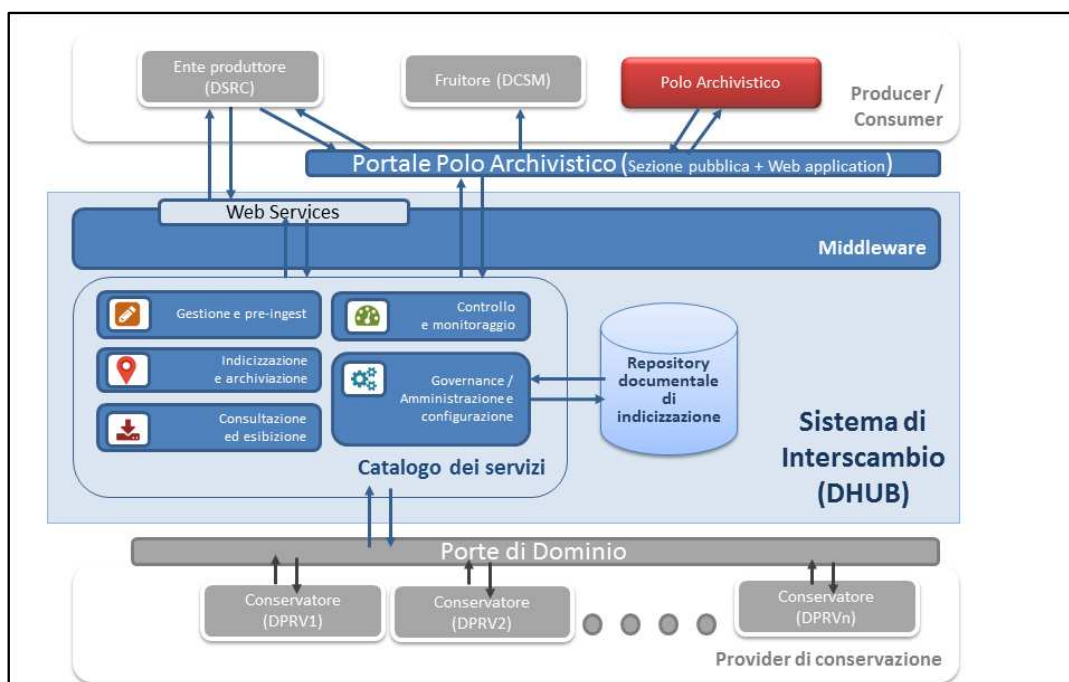 Ente produttore
(DSRC)
Fruitore (DCSM)
Polo Archivistico
Producer /
Consumer
Portale Polo Archivistico (Sezione pubblica + Web application)
Web Services
Middleware
Gestione e pre-ingest
Controllo
e monitoraggio
Indicizzazione
e archiviazione
Governance /
Amministrazione e
configurazione
Consultazione
ed esibizione
Catalogo dei servizi
Repository
documentale
di
indicizzazione
Sistema di
Interscambio
(DHUB)
Porte di Dominio
Conservatore
(DPRV1)
Conservatore
(DPRV2)
Conservatore
(DPRVn)
Provider di conservazione